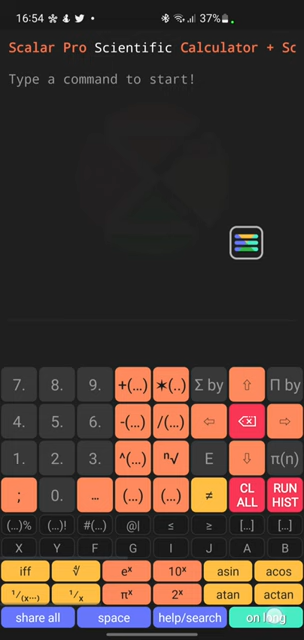 16:54 37%
Scalar Pro Scientific Calculator + Sc
Type a command to start!
7. 8. 9. +(…) ∗(..) Σ by ⇧ Π by
4. 5. 6. -(…) /(…) ⇦ ⌫ ⇨
1. 2. 3. ^(…) ⁿ√ E ⇩ π(n)
; 0. … (…) (…) ≠ CL ALL RUN HIST
(…)% (…)! #(…) @| ≤ ≥ […] […]
X Y F G I J A B
iff ∜ eˣ 10ˣ asin acos
¹/₍ₓ…₎ ¹/ₓ πˣ 2ˣ atan actan
share all space help/search on long